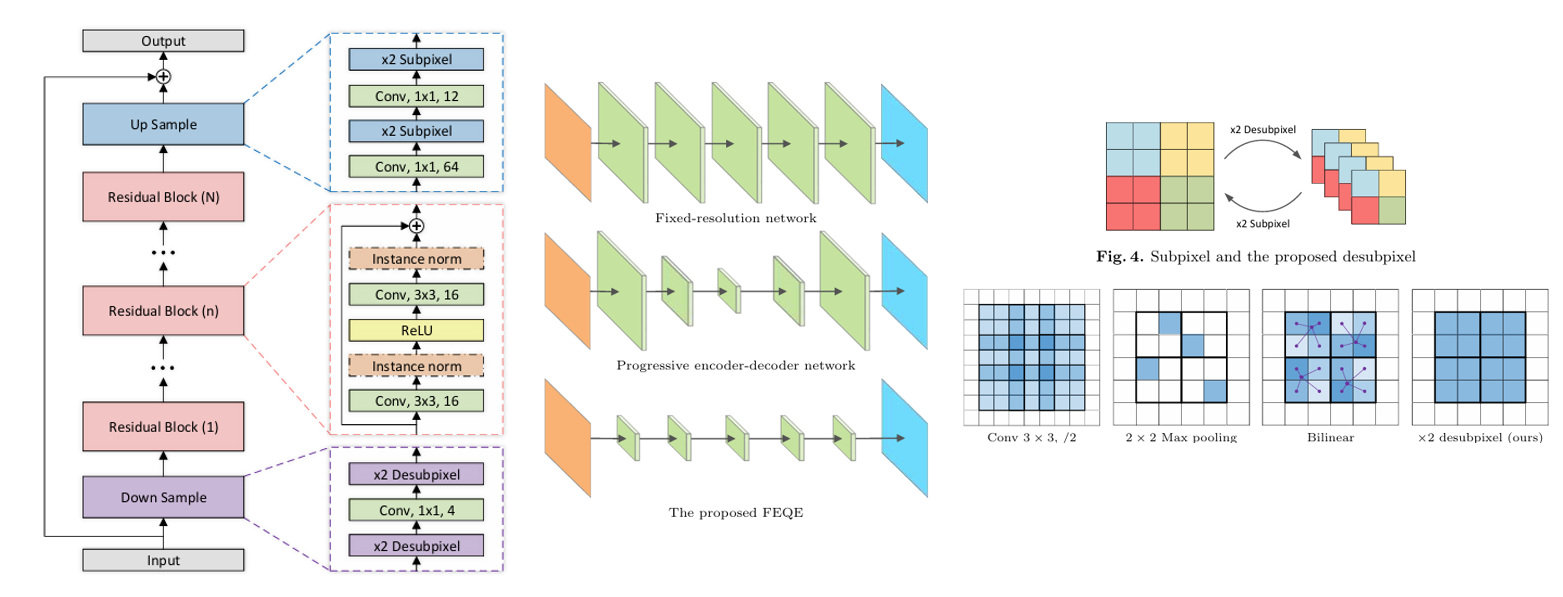 Output
Up Sample
Residual Block (N)
...
Residual Block (n)
...
Residual Block (1)
Down Sample
Input
x2 Subpixel
Conv, 1x1, 12
x2 Subpixel
Conv, 1x1, 64
Instance norm
Conv, 3x3, 16
ReLU
Instance norm
Conv, 3x3, 16
x2 Desubpixel
Conv, 1x1, 4
x2 Desubpixel
Fixed-resolution network
Progressive encoder-decoder network
The proposed FEQE
x2 Desubpixel
x2 Subpixel
Fig. 4. Subpixel and the proposed desubpixel
Conv 3 × 3, /2
2 × 2 Max pooling
Bilinear
×2 desubpixel (ours)